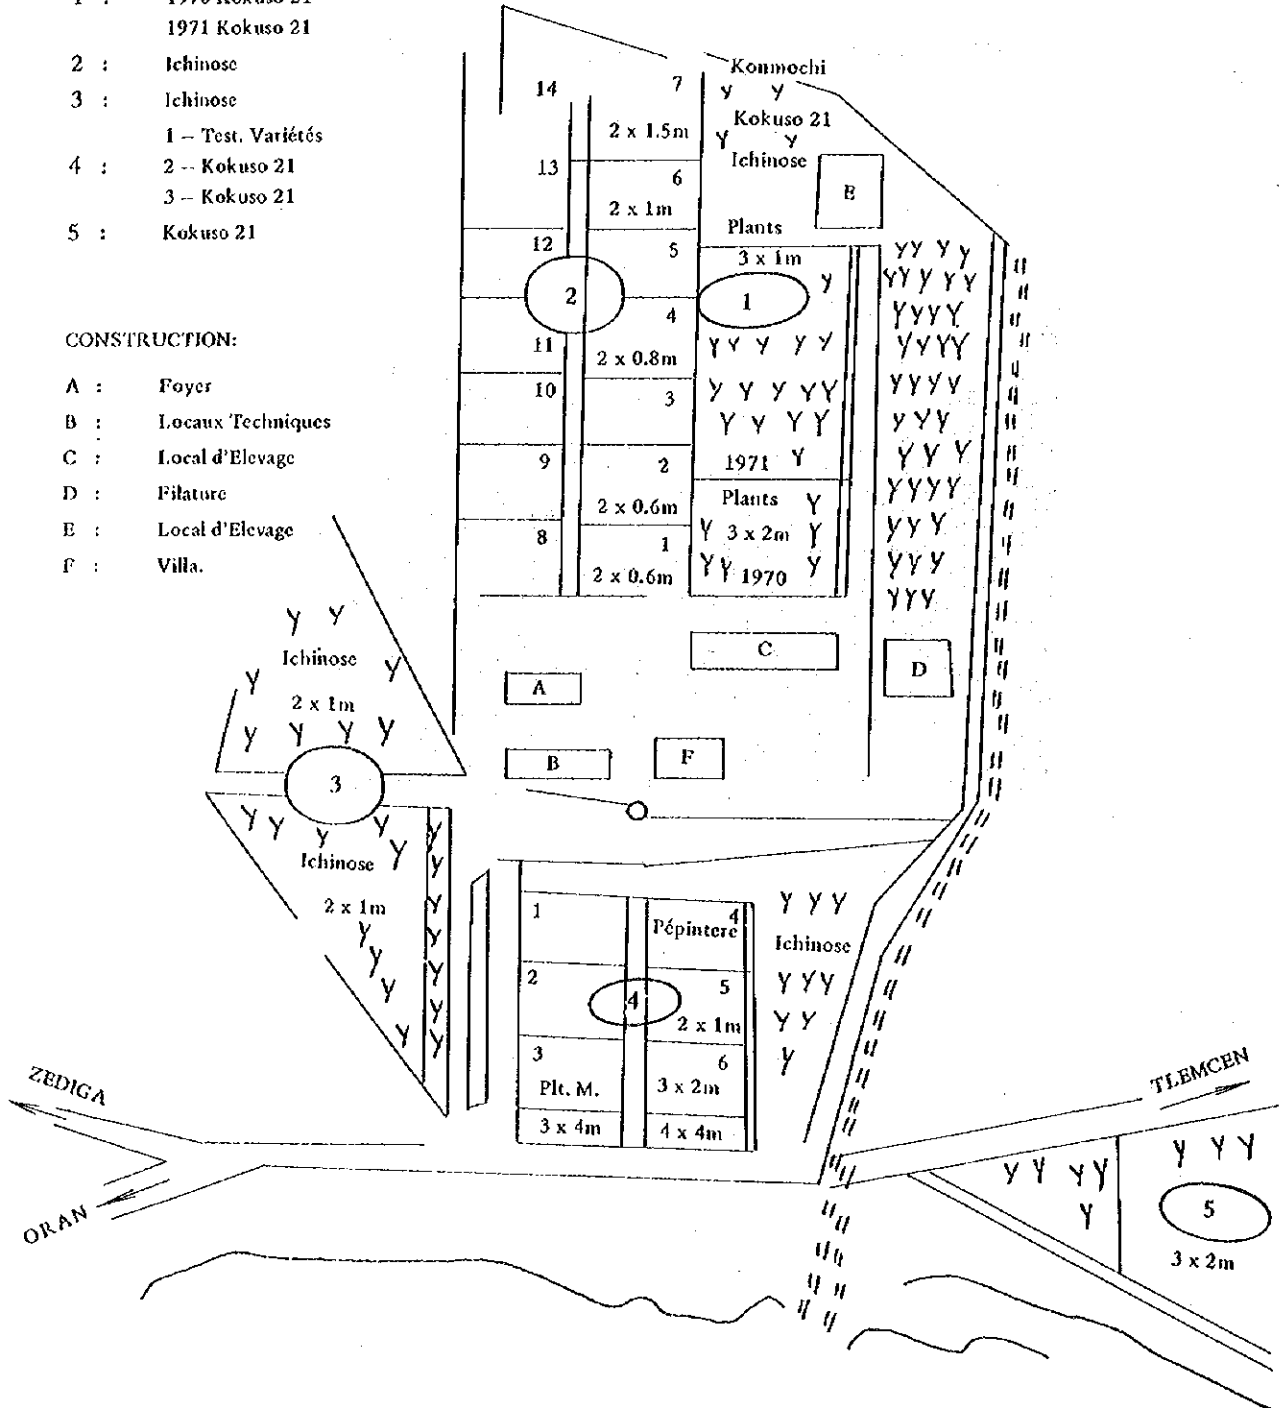 1 : 1970 Kokuso 21
1971 Kokuso 21
2 : Ichinose
3 : Ichinose
1 – Test. Variétés
4 : 2 -- Kokuso 21
3 – Kokuso 21
5 : Kokuso 21
CONSTRUCTION:
A : Foyer
B : Locaux Techniques
C : Local d'Elevage
D : Filature
E : Local d'Elevage
F : Villa.
14
7
2 x 1.5m
13
6
2 x 1m
12
5
2
4
11
2 x 0.8m
10
3
9
2
2 x 0.6m
8
1
2 x 0.6m
Konmochi
Kokuso 21
Ichinose
E
Plants
3 x 1m
1
1971
Plants
3 x 2m
1970
C
D
A
B
F
Ichinose
2 x 1m
3
Ichinose
2 x 1m
1
4
Pépintere
Ichinose
2
4
5
2 x 1m
3
6
Plt. M.
3 x 2m
3 x 4m
4 x 4m
ZEDIGA
ORAN
TLEMCEN
5
3 x 2m